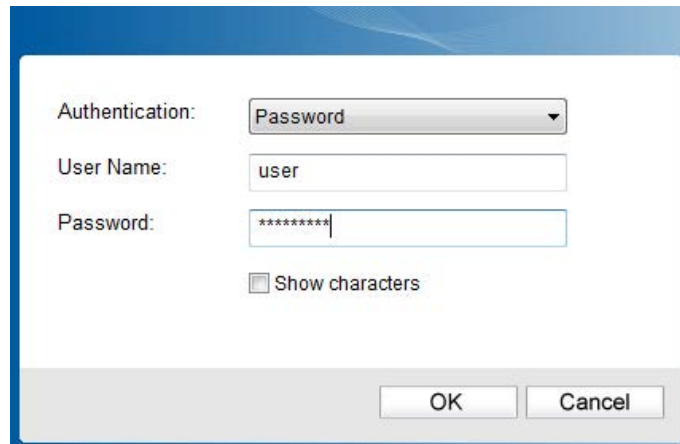 Authentication: Password
User Name: user
Password: *********
Show characters
OK Cancel